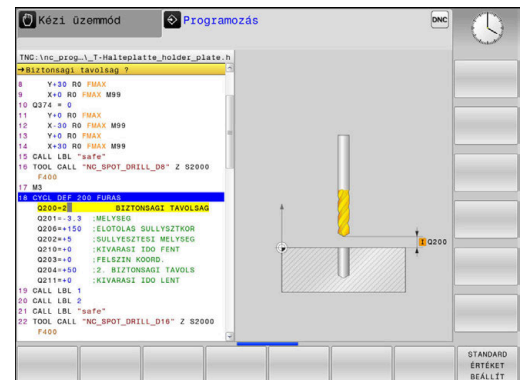 Kézi üzemmód
Programozás
DNC
TNC:\nc_prog…\_T-Halteplatte_holder_plate.h
→Biztonsagi tavolsag ?
8 Y+30 R0 FMAX
9 X+0 R0 FMAX M99
10 Q374 = 0
11 Y+0 R0 FMAX
12 X-30 R0 FMAX M99
13 Y+0 R0 FMAX
14 X+30 R0 FMAX M99
15 CALL LBL "safe"
16 TOOL CALL "NC_SPOT_DRILL_D8" Z S2000
F400
17 M3
18 CYCL DEF 200 FURAS
Q200=2 BIZTONSAGI TAVOLSAG
Q201=-3.3 ;MELYSEG
Q206=+150 ;ELOTOLAS SULLYSZTKOR
Q202=+5 ;SULLYESZTESI MELYSEG
Q210=+0 ;KIVARASI IDO FENT
Q203=+0 ;FELSZIN KOORD.
Q204=+50 ;2. BIZTONSAGI TAVOLS
Q211=+0 ;KIVARASI IDO LENT
19 CALL LBL 1
20 CALL LBL 2
21 CALL LBL "safe"
22 TOOL CALL "NC_SPOT_DRILL_D16" Z S2000
F400
Q200
STANDARD
ÉRTÉKET
BEÁLLÍT